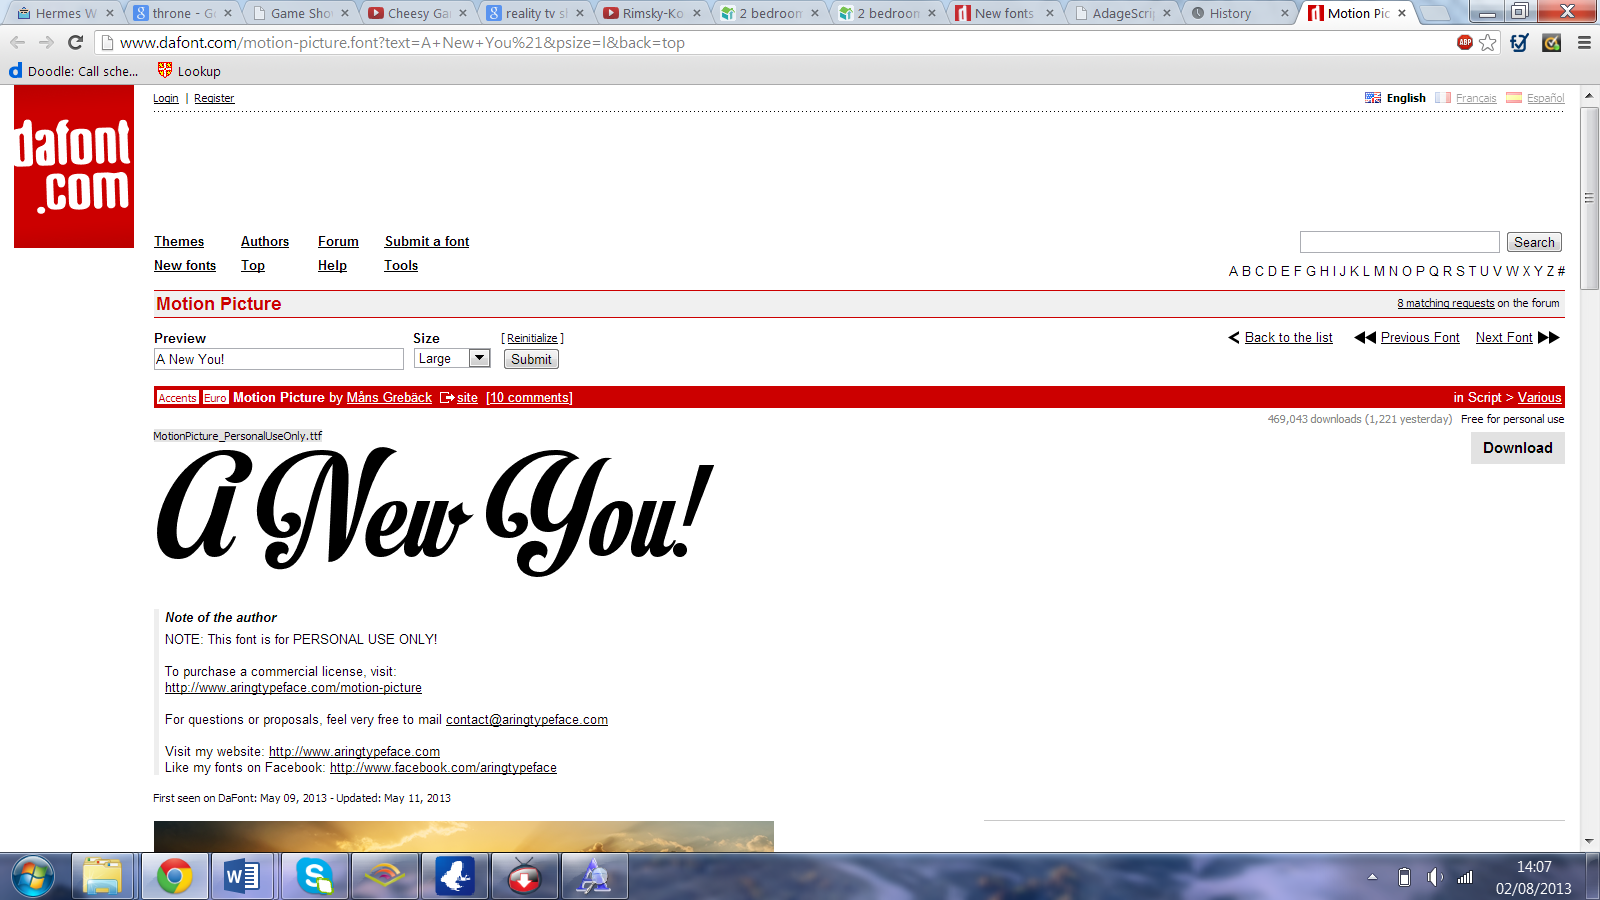 Hermes W
throne - Go
Game Sho
Cheesy Ga
reality tv s
Rimsky-Ko
2 bedroom
2 bedroom
New fonts
AdageScri
History
Motion Pic
www.dafont.com/motion-picture.font?text=A+New+You%21&psize=l&back=top
ABP
Doodle: Call sche...
Lookup
dafont
.com
Login | Register
English Français Español
Themes Authors Forum Submit a font
Search
New fonts Top Help Tools
A B C D E F G H I J K L M N O P Q R S T U V W X Y Z #
Motion Picture
8 matching requests on the forum
Preview Size [ Reinitialize ]
Back to the list Previous Font Next Font
A New You! Large Submit
Accents Euro Motion Picture by Måns Grebäck site [10 comments]
in Script > Various
469,043 downloads (1,221 yesterday) Free for personal use
MotionPicture_PersonalUseOnly.ttf
Download
A New You!
Note of the author
NOTE: This font is for PERSONAL USE ONLY!
To purchase a commercial license, visit:
http://www.aringtypeface.com/motion-picture
For questions or proposals, feel very free to mail contact@aringtypeface.com
Visit my website: http://www.aringtypeface.com
Like my fonts on Facebook: http://www.facebook.com/aringtypeface
First seen on DaFont: May 09, 2013 - Updated: May 11, 2013
14:07
02/08/2013